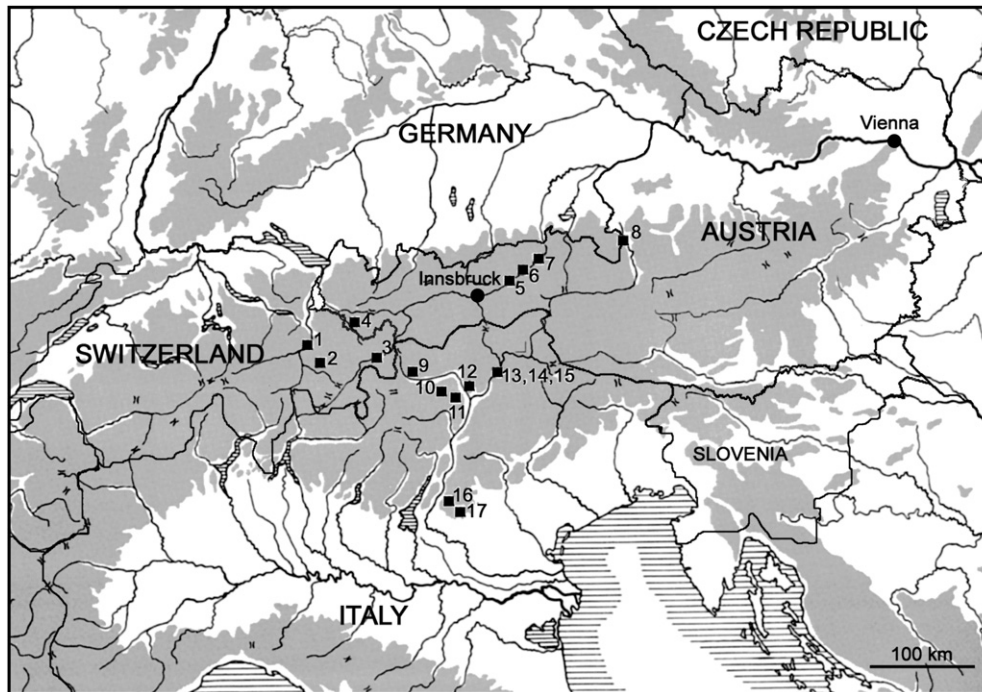 CZECH REPUBLIC
Vienna
GERMANY
8
AUSTRIA
7
6
Innsbruck
5
4
1
SWITZERLAND
3
2
9
12
13,14,15
10
11
SLOVENIA
16
17
ITALY
100 km